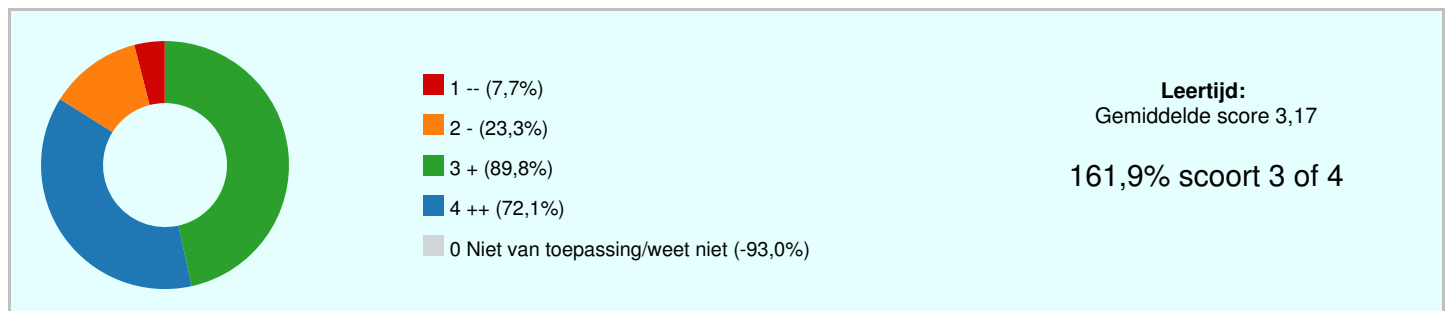 1 -- (7,7%)
2 - (23,3%)
3 + (89,8%)
4 ++ (72,1%)
0 Niet van toepassing/weet niet (-93,0%)
Leertijd:
Gemiddelde score 3,17
161,9% scoort 3 of 4